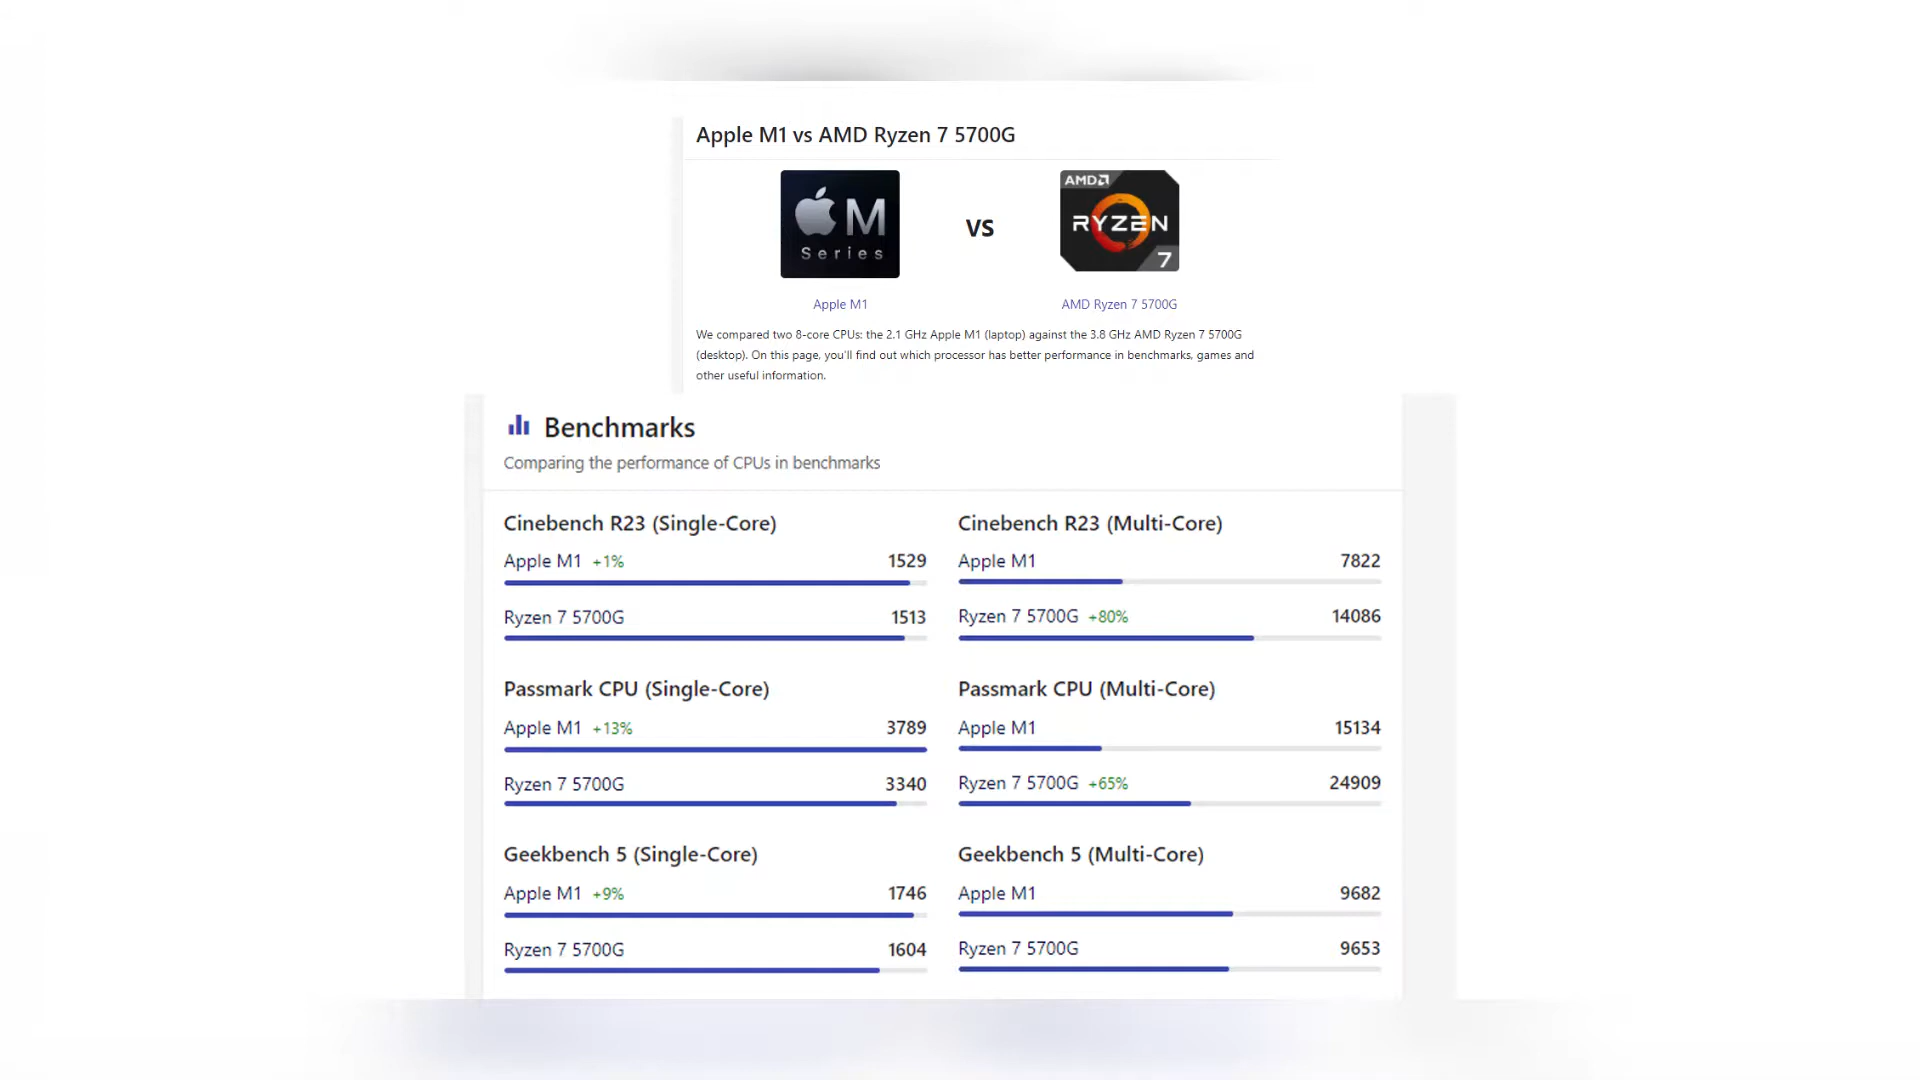 Apple M1 vs AMD Ryzen 7 5700G
M
Series
VS
AMD
RYZEN
7
Apple M1
AMD Ryzen 7 5700G
We compared two 8-core CPUs: the 2.1 GHz Apple M1 (laptop) against the 3.8 GHz AMD Ryzen 7 5700G
(desktop). On this page, you'll find out which processor has better performance in benchmarks, games and
other useful information.
Benchmarks
Comparing the performance of CPUs in benchmarks
Cinebench R23 (Single-Core)
Apple M1 +1% 1529
Ryzen 7 5700G 1513
Cinebench R23 (Multi-Core)
Apple M1 7822
Ryzen 7 5700G +80% 14086
Passmark CPU (Single-Core)
Apple M1 +13% 3789
Ryzen 7 5700G 3340
Passmark CPU (Multi-Core)
Apple M1 15134
Ryzen 7 5700G +65% 24909
Geekbench 5 (Single-Core)
Apple M1 +9% 1746
Ryzen 7 5700G 1604
Geekbench 5 (Multi-Core)
Apple M1 9682
Ryzen 7 5700G 9653